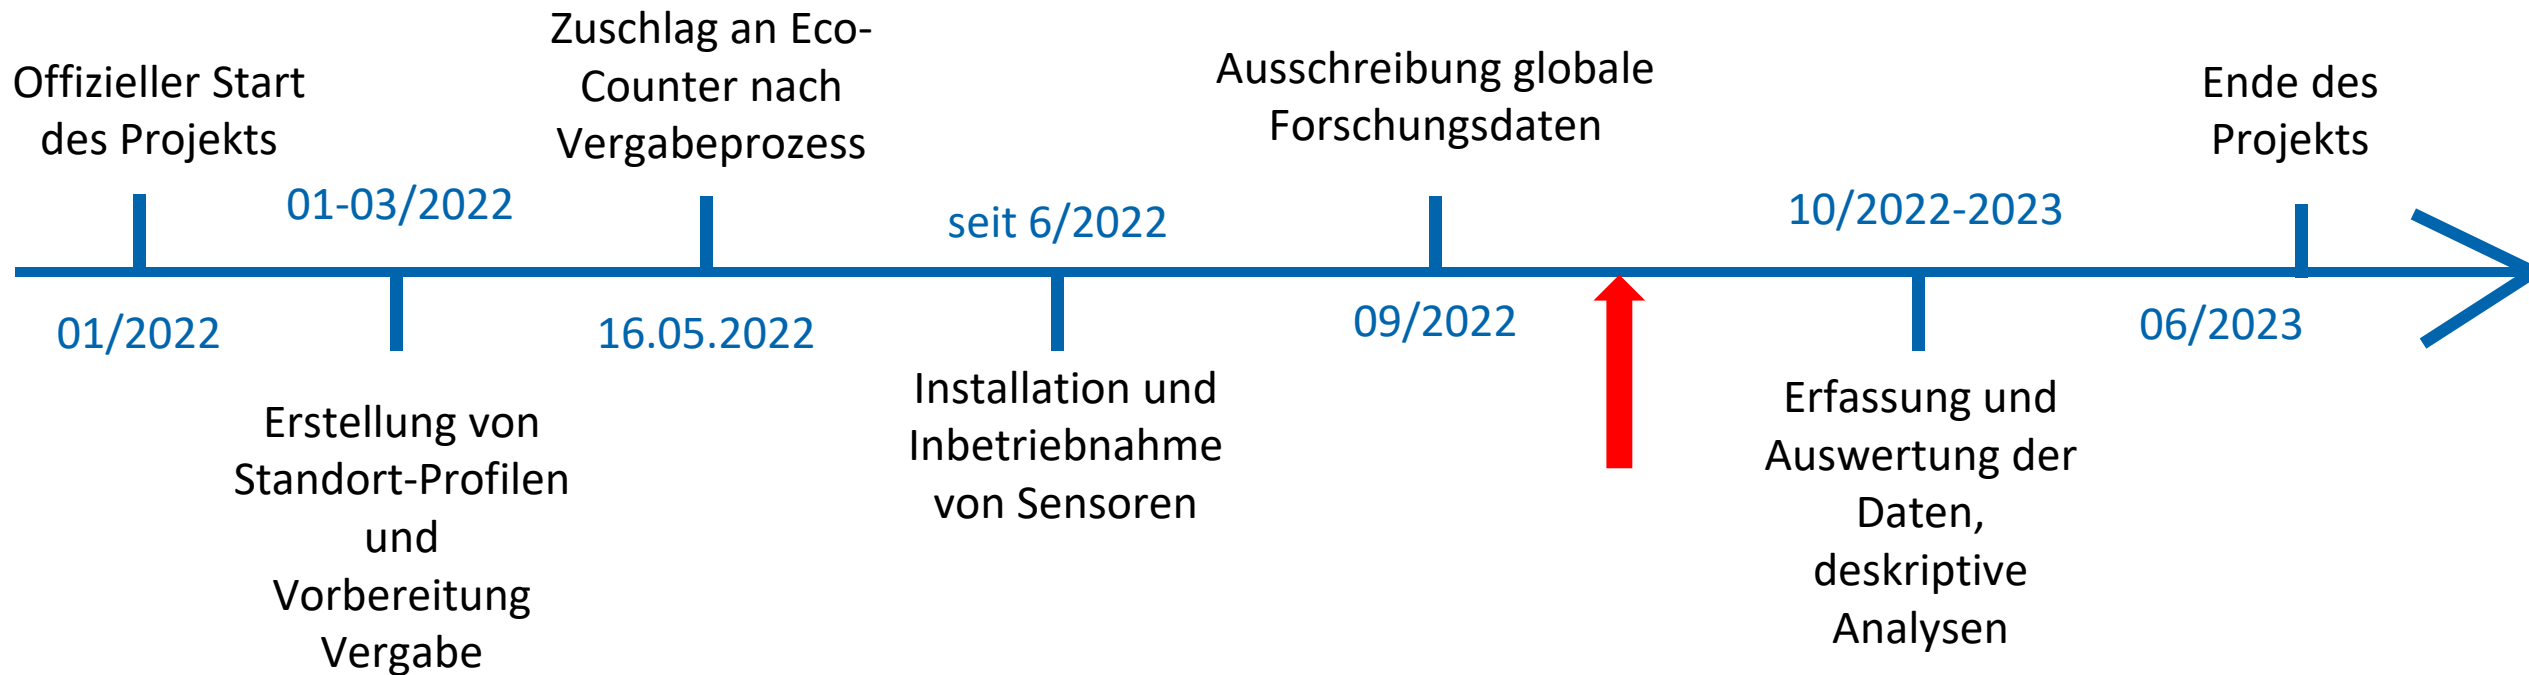 Offizieller Start
des Projekts
01/2022
01-03/2022
Erstellung von
Standort-Profilen
und
Vorbereitung
Vergabe
Zuschlag an Eco-
Counter nach
Vergabeprozess
16.05.2022
seit 6/2022
Installation und
Inbetriebnahme
von Sensoren
Ausschreibung globale
Forschungsdaten
09/2022
10/2022-2023
Erfassung und
Auswertung der
Daten,
deskriptive
Analysen
Ende des
Projekts
06/2023